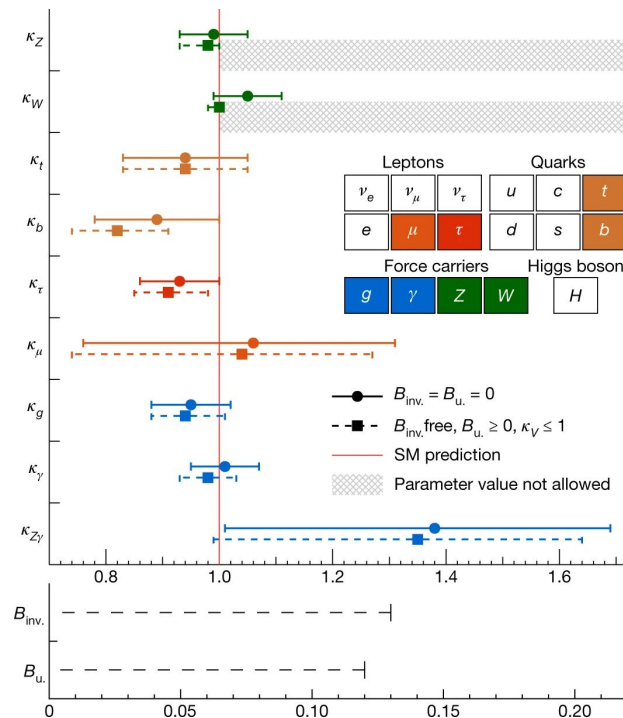 κ_Z
κ_W
κ_t
κ_b
κ_τ
κ_μ
κ_g
κ_γ
κ_Zγ
Leptons
Quarks
ν_e ν_μ ν_τ u c t
e μ τ d s b
Force carriers
Higgs boson
g γ Z W H
B_inv. = B_u. = 0
B_inv. free, B_u. ≥ 0, κ_V ≤ 1
SM prediction
Parameter value not allowed
0.8 1.0 1.2 1.4 1.6
B_inv.
B_u.
0 0.05 0.10 0.15 0.20